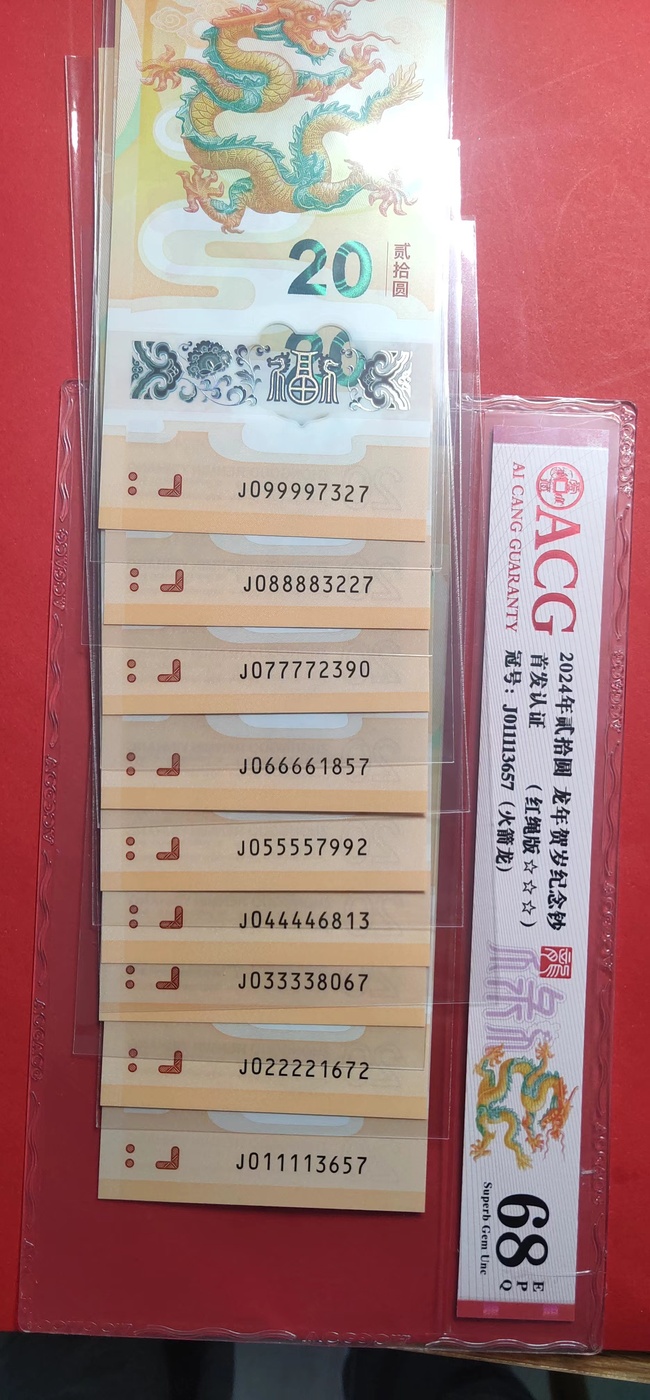 20
贰拾圆
福
J099997327
J088883227
J077772390
J066661857
J055557992
J044446813
J033338067
J022221672
J011113657
ACG
AI CANG GUARANTY
2024年贰拾圆 龙年贺岁纪念钞
首发认证 （红绳版☆☆☆）
冠号：J011113657（火箭龙）
68
EPQ
Superb Gem Unc